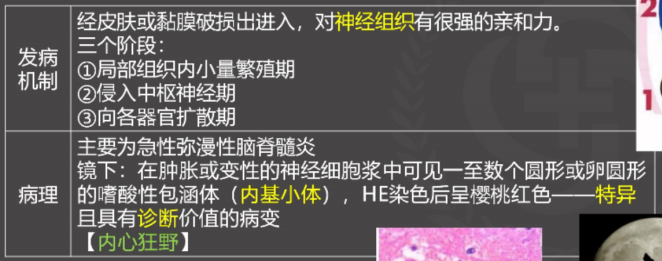 发病机制
经皮肤或黏膜破损出进入，对神经组织有很强的亲和力。
三个阶段：
①局部组织内小量繁殖期
②侵入中枢神经期
③向各器官扩散期
病理
主要为急性弥漫性脑脊髓炎
镜下：在肿胀或变性的神经细胞浆中可见一至数个圆形或卵圆形
的嗜酸性包涵体（内基小体），HE染色后呈樱桃红色——特异
且具有诊断价值的病变
【内心狂野】
2
1